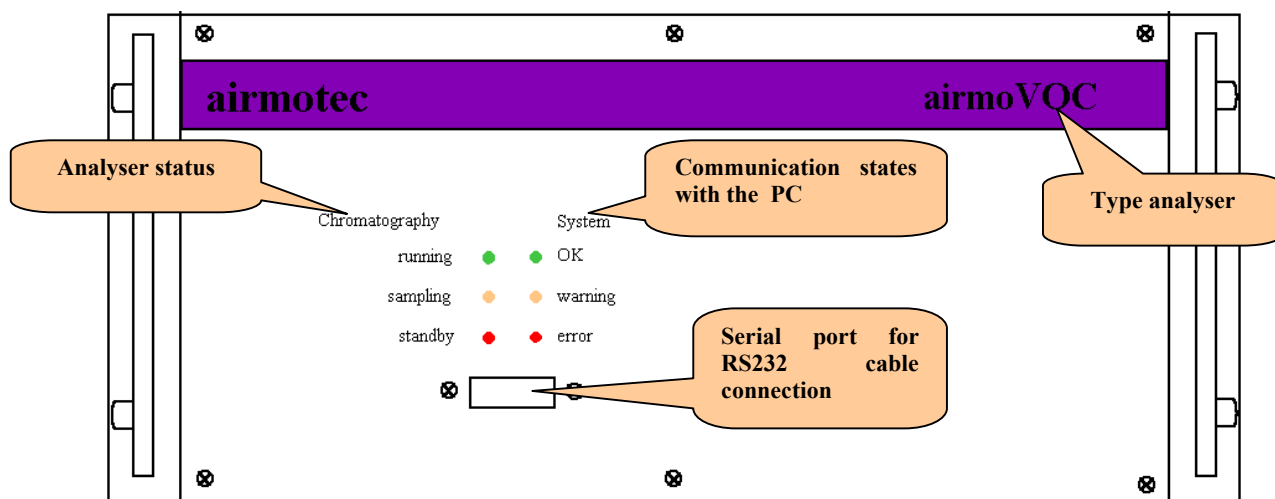 airmotec airmoVOC
Analyser status
Communication states
with the PC
Type analyser
Chromatography System
running OK
sampling warning
standby error
Serial port for
RS232 cable
connection